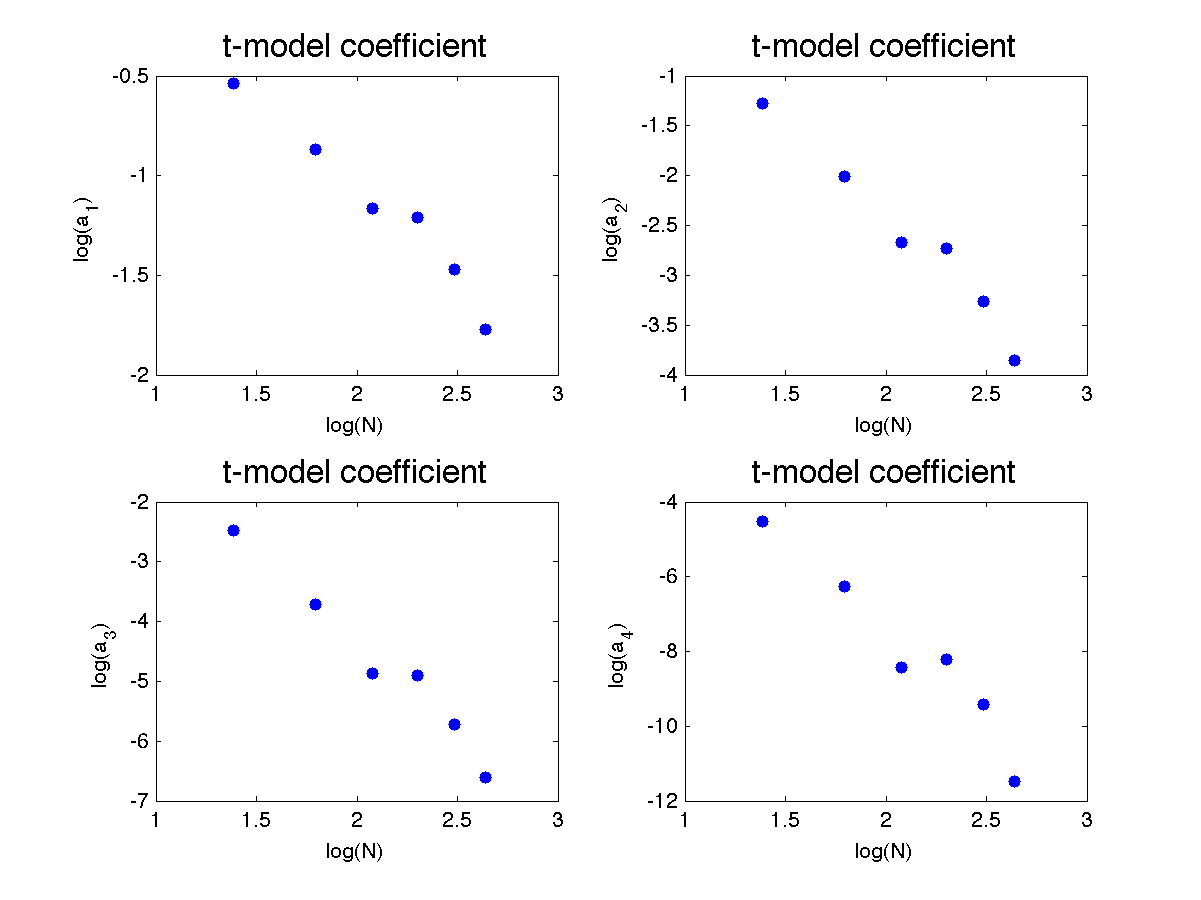 t-model coefficient
-0.5
-1
-1.5
-2
log(a1)
1 1.5 2 2.5 3
log(N)
t-model coefficient
-1
-1.5
-2
-2.5
-3
-3.5
-4
log(a2)
1 1.5 2 2.5 3
log(N)
t-model coefficient
-2
-3
-4
-5
-6
-7
log(a3)
1 1.5 2 2.5 3
log(N)
t-model coefficient
-4
-6
-8
-10
-12
log(a4)
1 1.5 2 2.5 3
log(N)